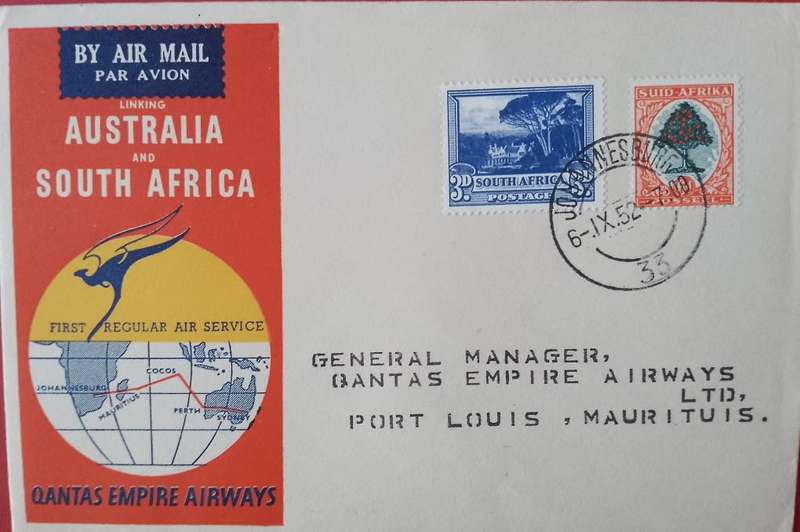 BY AIR MAIL
PAR AVION
LINKING
AUSTRALIA
AND
SOUTH AFRICA
FIRST REGULAR AIR SERVICE
JOHANNESBURG
MAURITIUS
COCOS
PERTH
SYDNEY
QANTAS EMPIRE AIRWAYS
3D SOUTH AFRICA
POSTAGE
SUID-AFRIKA
JOHANNESBURG
6-IX.52
33
GENERAL MANAGER,
QANTAS EMPIRE AIRWAYS
LTD,
PORT LOUIS , MAURITUIS.